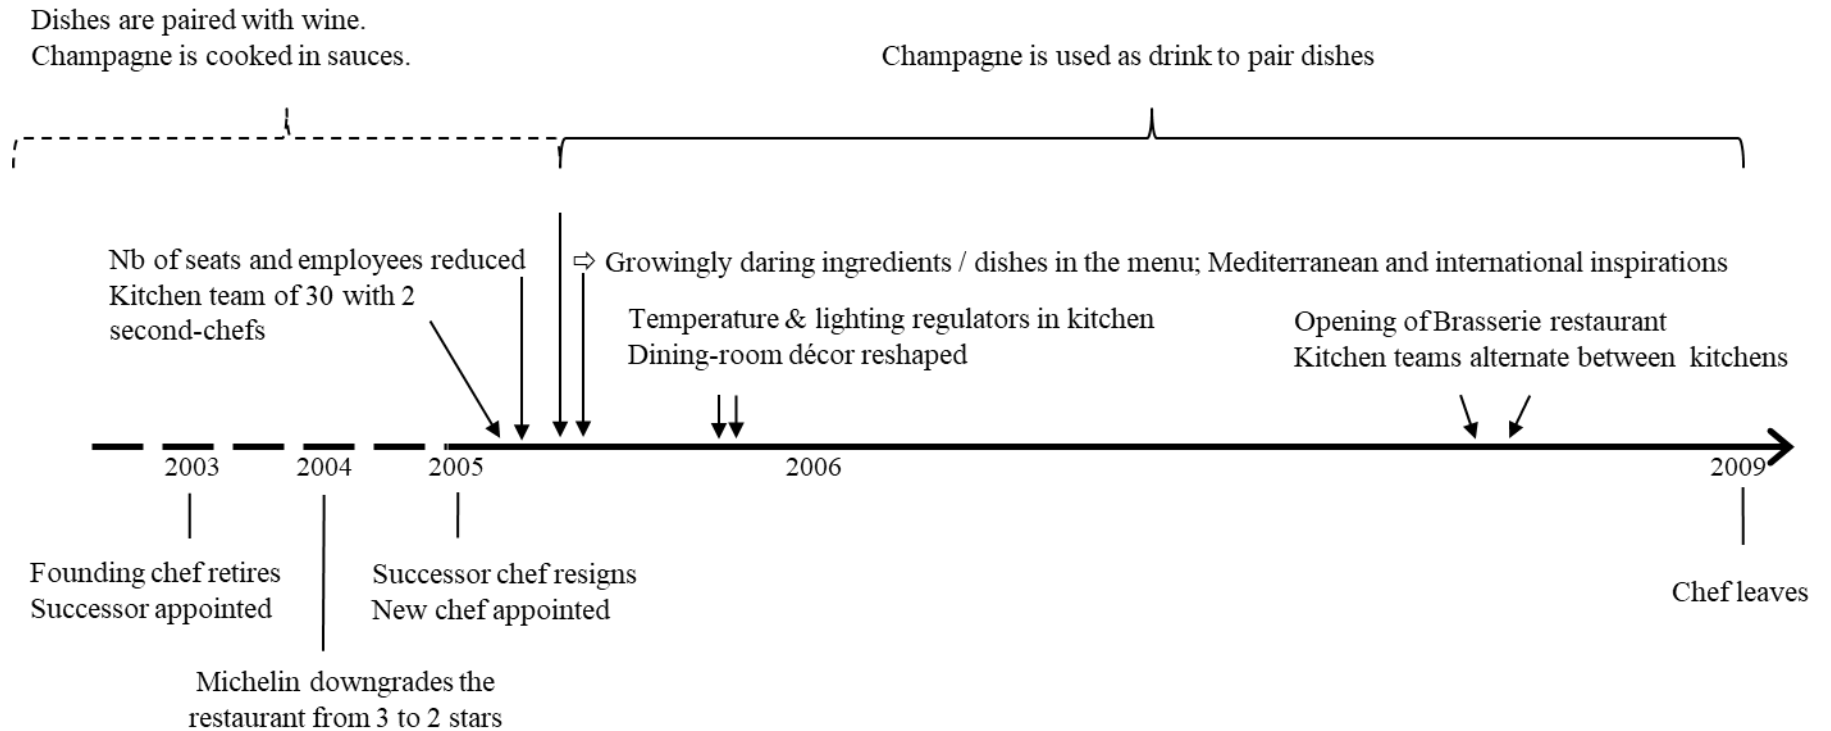 Dishes are paired with wine.
Champagne is cooked in sauces.
Champagne is used as drink to pair dishes
Nb of seats and employees reduced
Kitchen team of 30 with 2
second-chefs
⇨ Growingly daring ingredients / dishes in the menu; Mediterranean and international inspirations
Temperature & lighting regulators in kitchen
Dining-room décor reshaped
Opening of Brasserie restaurant
Kitchen teams alternate between kitchens
2003
2004
2005
2006
2009
Founding chef retires
Successor appointed
Successor chef resigns
New chef appointed
Chef leaves
Michelin downgrades the
restaurant from 3 to 2 stars